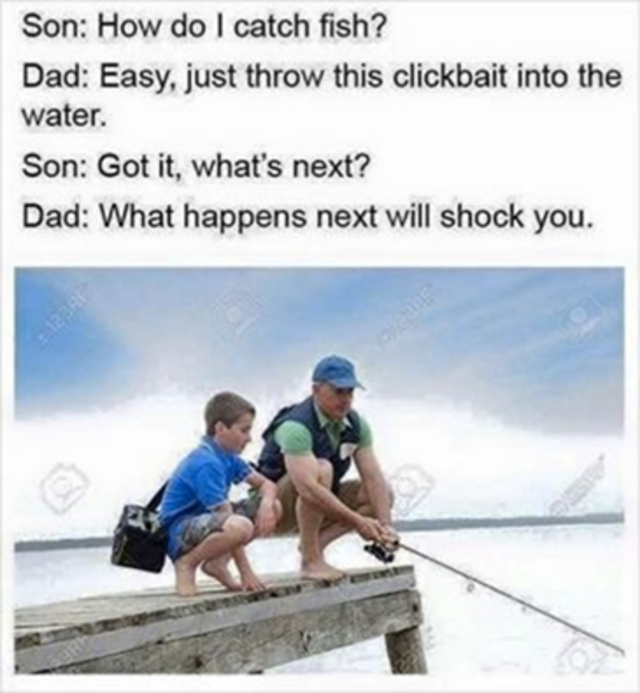 Son: How do I catch fish?
Dad: Easy, just throw this clickbait into the
water.
Son: Got it, what's next?
Dad: What happens next will shock you.